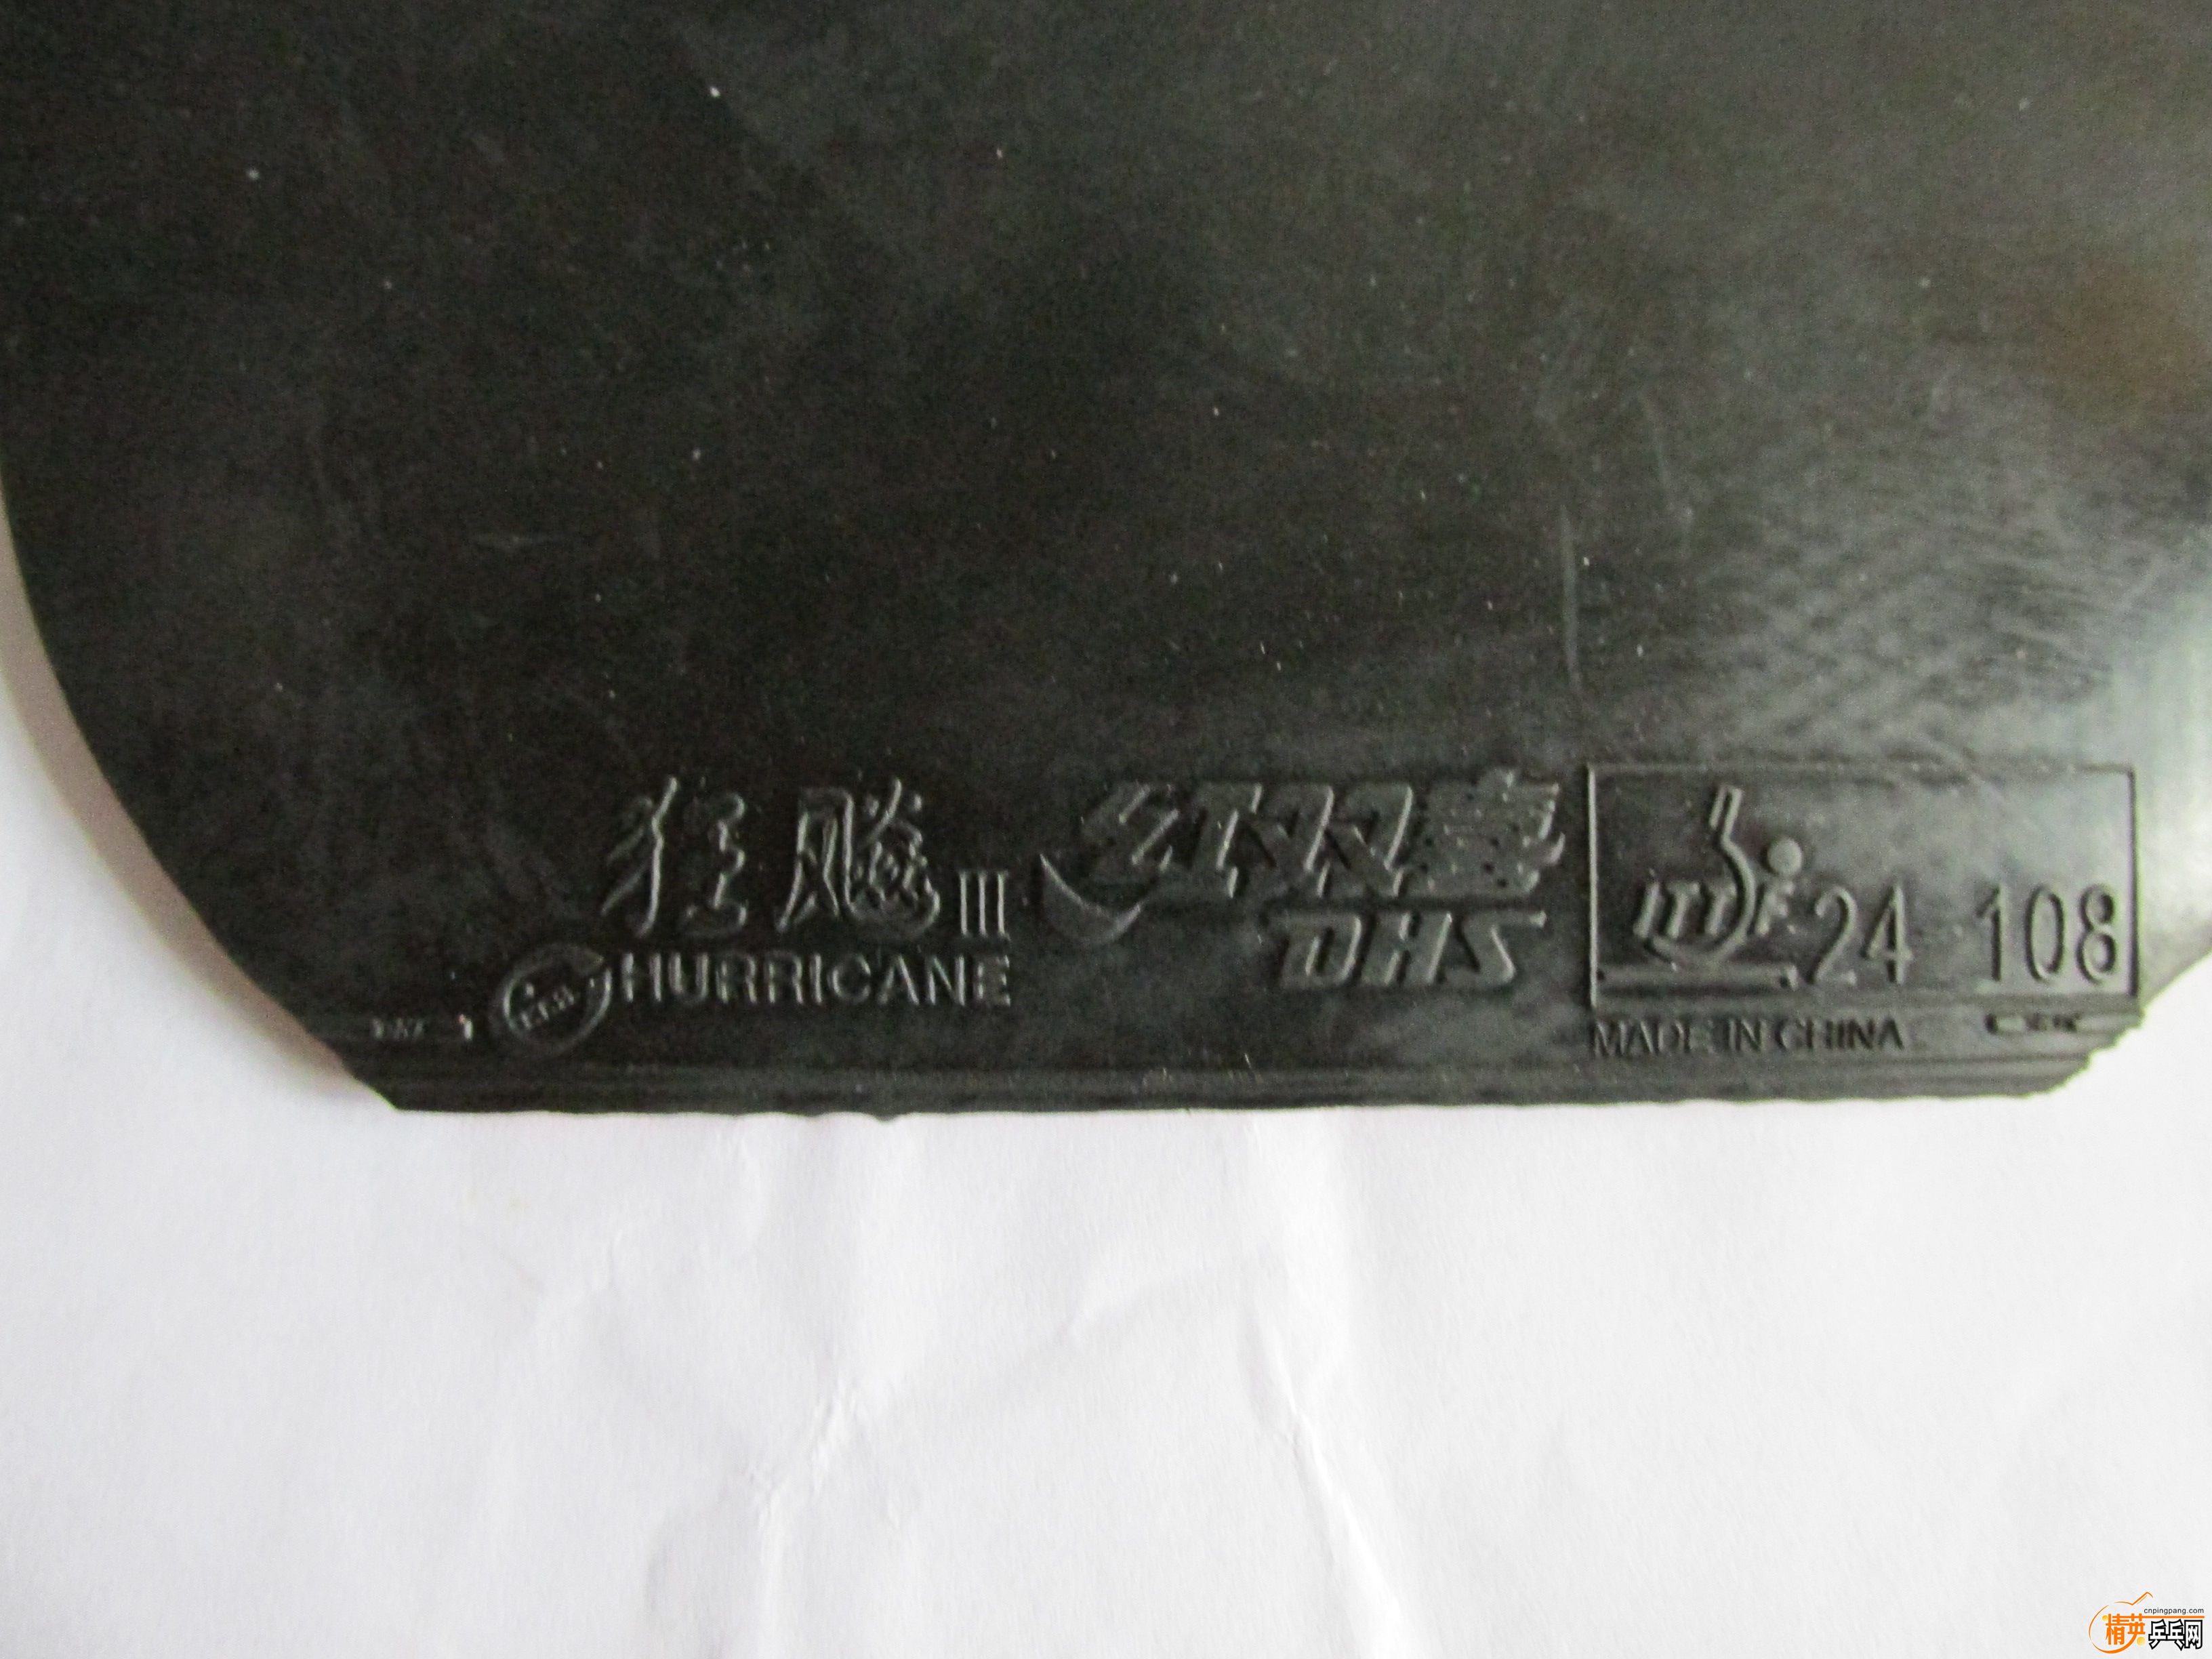 狂飚III 红双喜 ITTF 24 108
HURRICANE DHS
MADE IN CHINA
cnpingpang.com
精英乒乓网